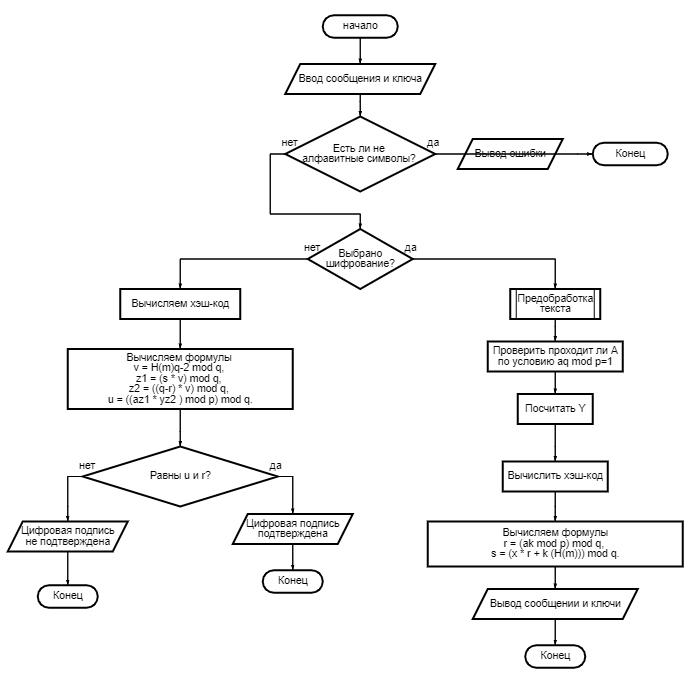 начало
Ввод сообщения и ключа
Есть ли не
алфавитные символы?
нет
да
Вывод ошибки
Конец
Выбрано
шифрование?
нет
да
Вычисляем хэш-код
Вычисляем формулы
v = H(m)q-2 mod q,
z1 = (s * v) mod q,
z2 = ((q-r) * v) mod q,
u = ((az1 * yz2 ) mod p) mod q.
Равны u и r?
нет
да
Цифровая подпись
не подтверждена
Конец
Цифровая подпись
подтверждена
Конец
Предобработка
текста
Проверить проходит ли A
по условию aq mod p=1
Посчитать Y
Вычислить хэш-код
Вычисляем формулы
r = (ak mod p) mod q,
s = (x * r + k (H(m))) mod q.
Вывод сообщении и ключи
Конец